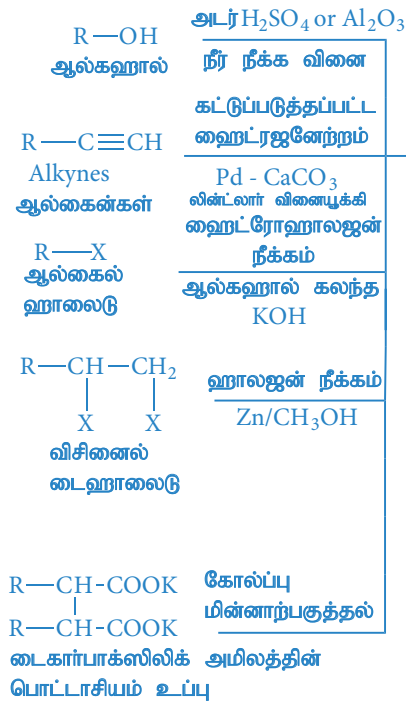 R—OH
ஆல்கஹால்
அடர் H₂SO₄ or Al₂O₃
நீர் நீக்க வினை
கட்டுப்படுத்தப்பட்ட
ஹைட்ரஜனேற்றம்
R—C≡CH
Alkynes
ஆல்கைன்கள்
Pd - CaCO₃
லின்ட்லார் வினையூக்கி
ஹைட்ரோஹாலஜன்
நீக்கம்
R—X
ஆல்கைல்
ஹாலைடு
ஆல்கஹால் கலந்த
KOH
R—CH—CH₂
X X
விசினைல்
டைஹாலைடு
ஹாலஜன் நீக்கம்
Zn/CH₃OH
R—CH-COOK
R—CH-COOK
கோல்ப்பு
மின்னாற்பகுத்தல்
டைகார்பாக்ஸிலிக் அமிலத்தின்
பொட்டாசியம் உப்பு